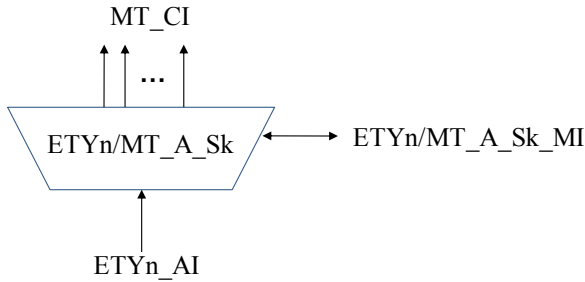 MT_CI
...
ETYn/MT_A_Sk
ETYn/MT_A_Sk_MI
ETYn_AI